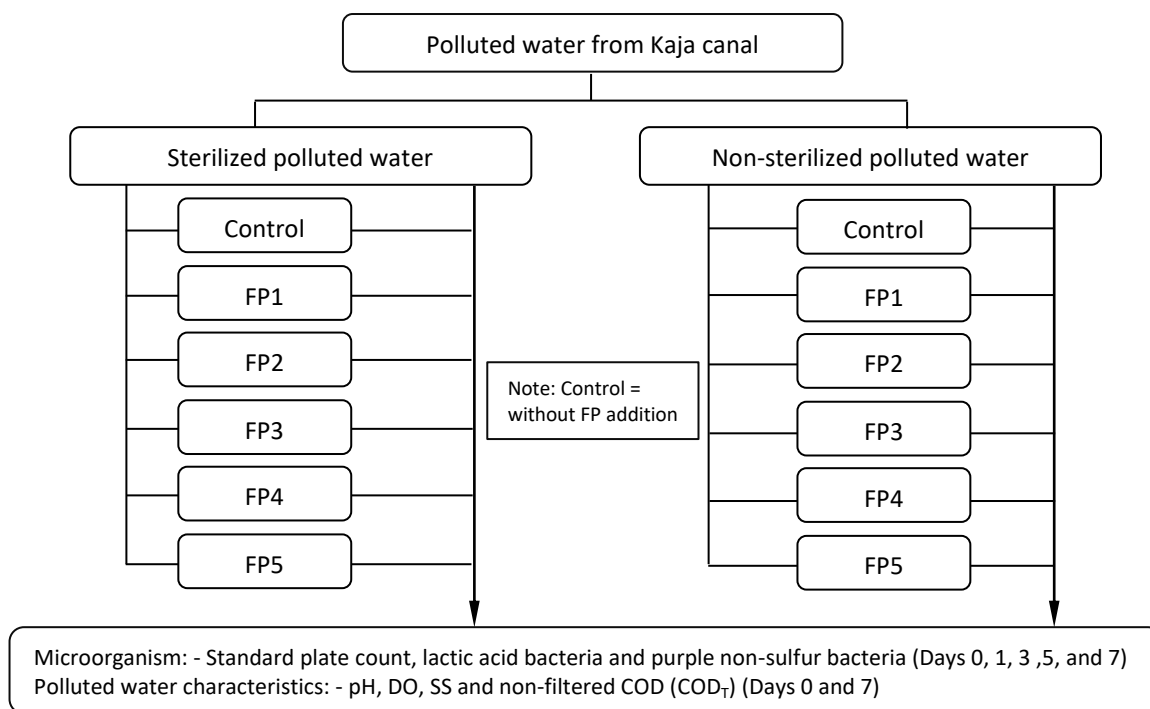 Polluted water from Kaja canal
Sterilized polluted water
Non-sterilized polluted water
Control
FP1
FP2
FP3
FP4
FP5
Note: Control =
without FP addition
Control
FP1
FP2
FP3
FP4
FP5
Microorganism: - Standard plate count, lactic acid bacteria and purple non-sulfur bacteria (Days 0, 1, 3 ,5, and 7)
Polluted water characteristics: - pH, DO, SS and non-filtered COD (COD_T) (Days 0 and 7)